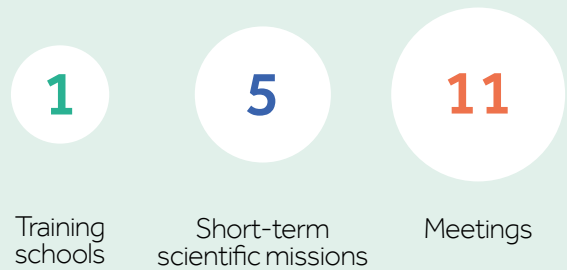 1
5
11
Training
schools
Short-term
scientific missions
Meetings